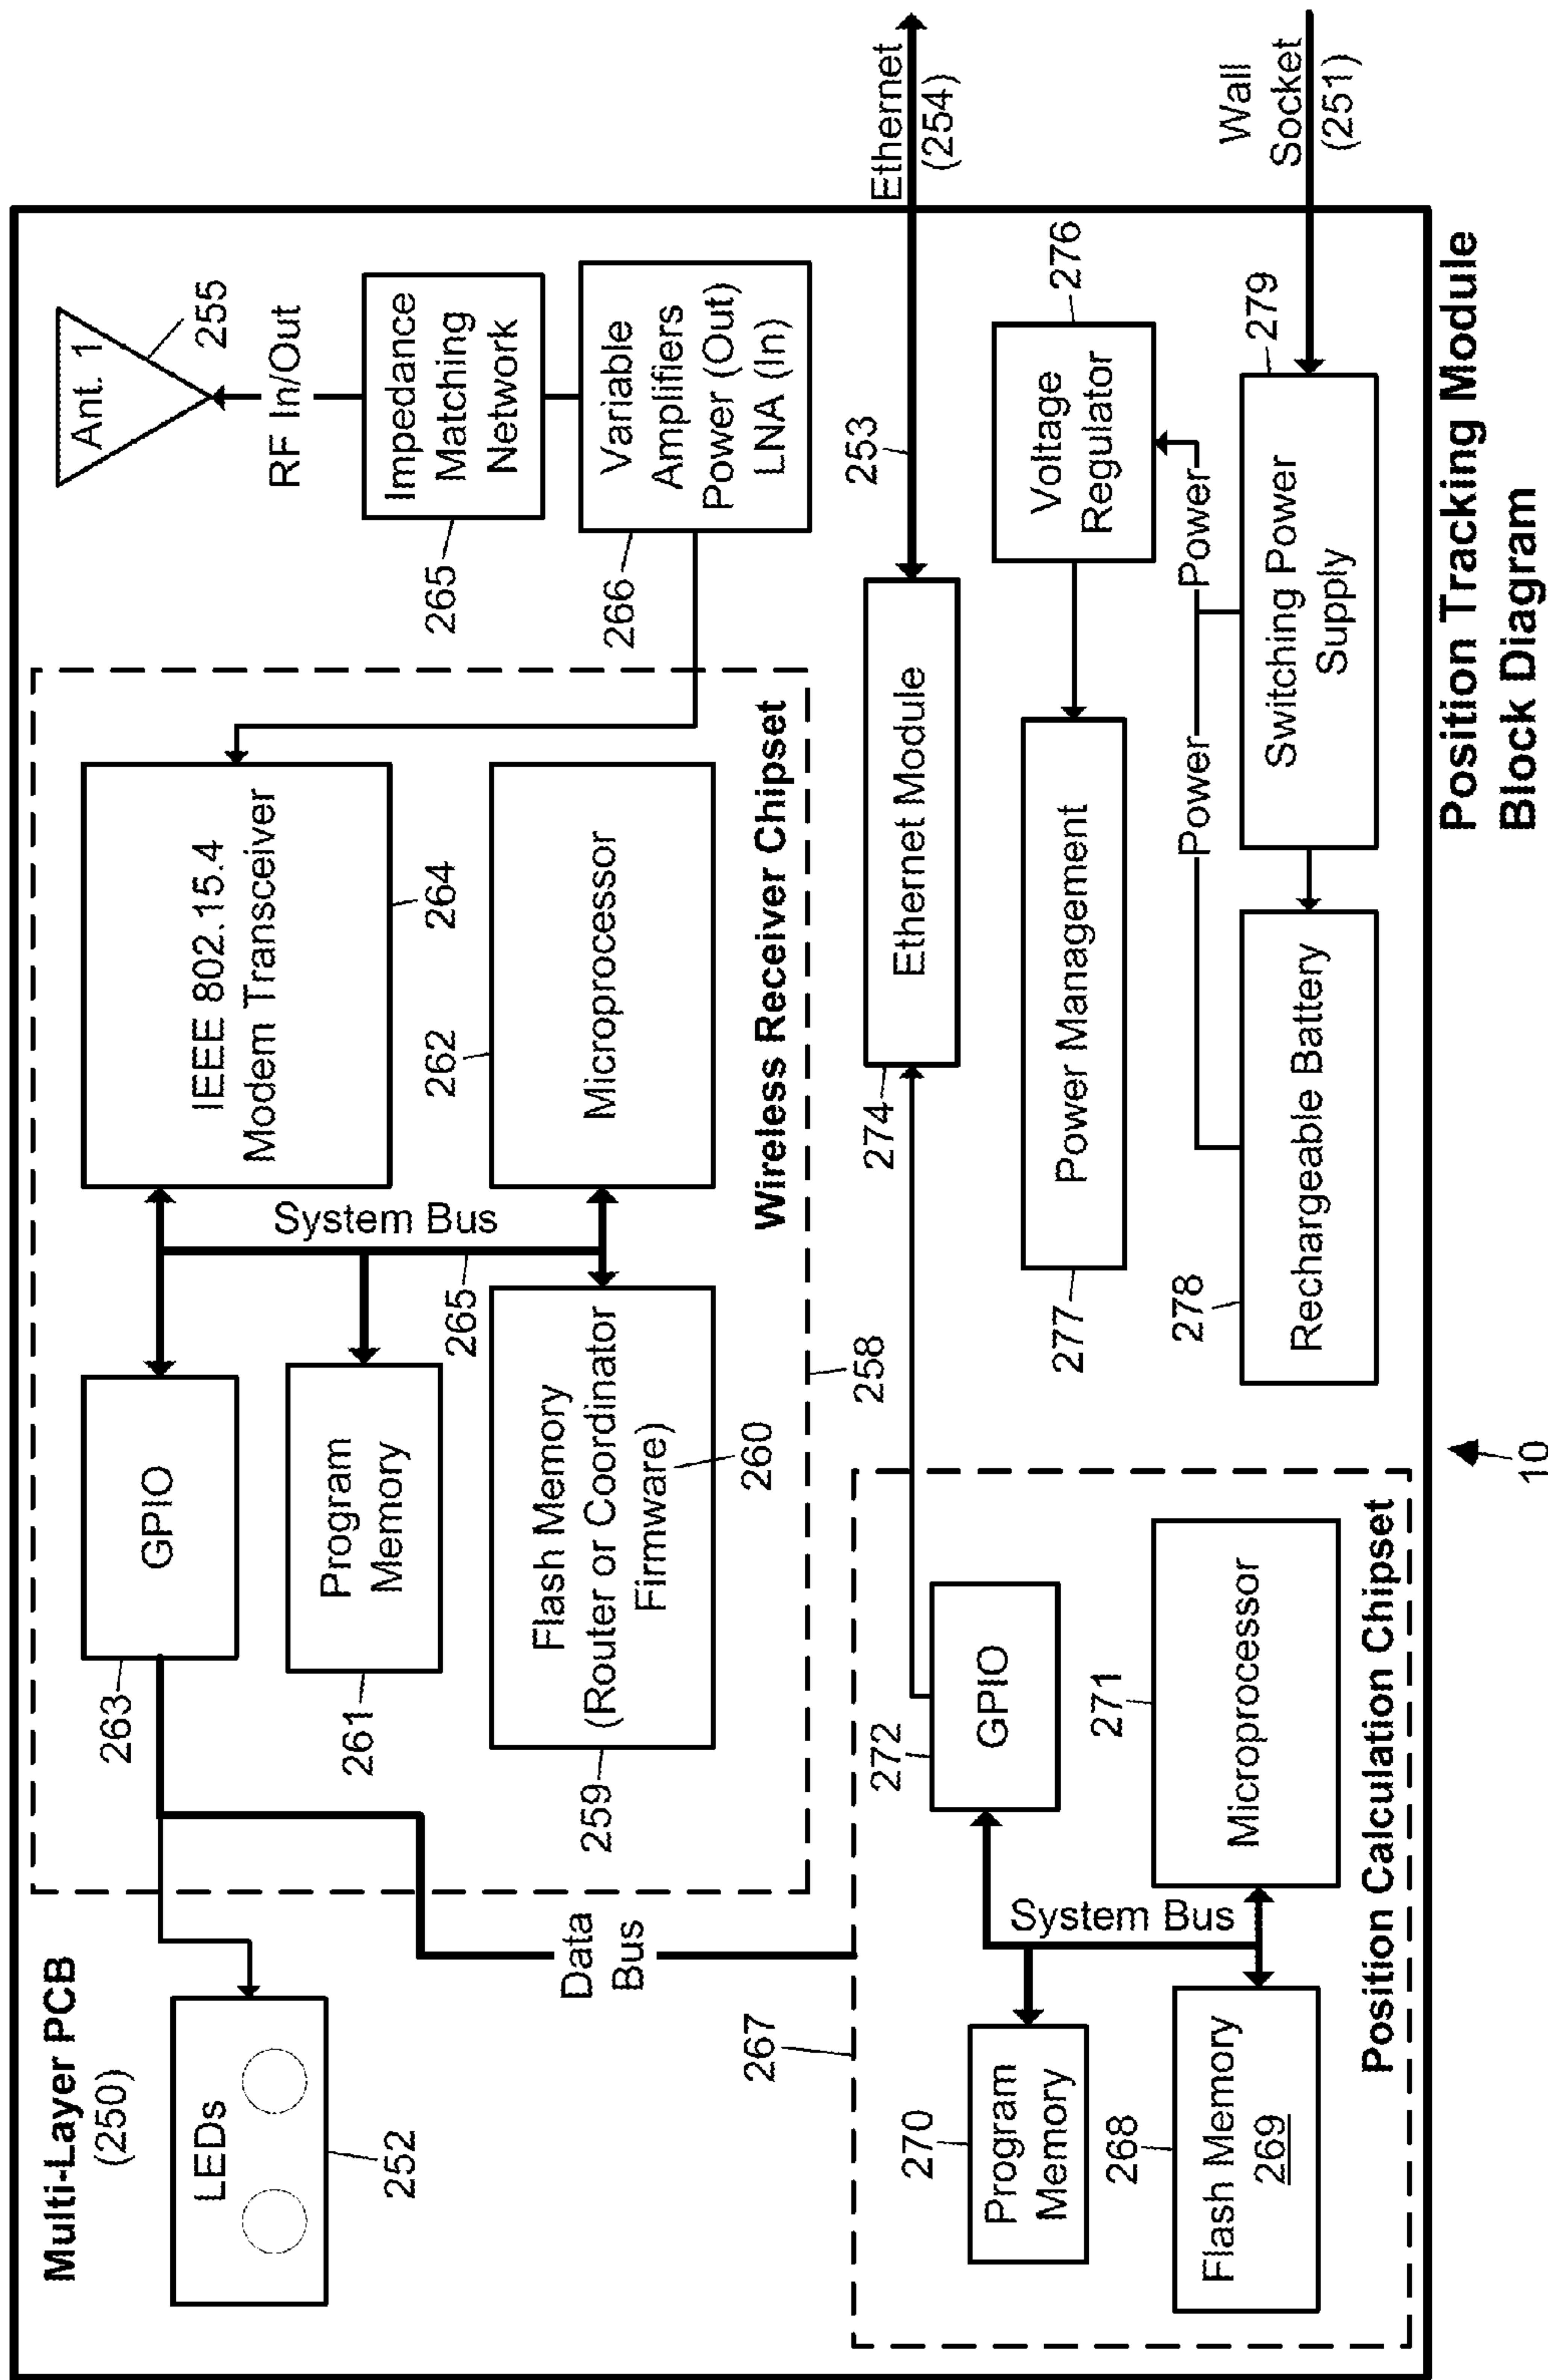 Multi-Layer PCB
(250)
LEDs
252
263
GPIO
261
Program
Memory
259
Flash Memory
(Router or Coordinator
Firmware)
260
System Bus
265
IEEE 802.15.4
Modem Transceiver
264
262
Microprocessor
Wireless Receiver Chipset
258
Ant. 1
255
RF In/Out
Impedance
Matching
Network
265
Variable
Amplifiers
Power (Out)
LNA (In)
266
Data
Bus
267
270
Program
Memory
268
Flash Memory
269
System Bus
272
GPIO
271
Microprocessor
Position Calculation Chipset
274
Ethernet Module
253
Ethernet
(254)
277
Power Management
Voltage
Regulator
276
Power
Power
278
Rechargeable Battery
Switching Power
Supply
279
Wall
Socket
(251)
10
Position Tracking Module
Block Diagram